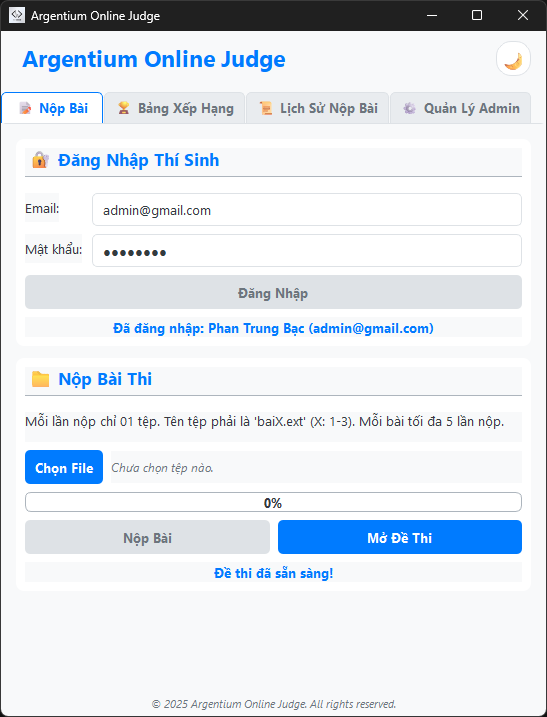 Argentium Online Judge
Argentium Online Judge
Nộp Bài
Bảng Xếp Hạng
Lịch Sử Nộp Bài
Quản Lý Admin
Đăng Nhập Thí Sinh
Email:
admin@gmail.com
Mật khẩu:
●●●●●●●●
Đăng Nhập
Đã đăng nhập: Phan Trung Bạc (admin@gmail.com)
Nộp Bài Thi
Mỗi lần nộp chỉ 01 tệp. Tên tệp phải là 'baiX.ext' (X: 1-3). Mỗi bài tối đa 5 lần nộp.
Chọn File
Chưa chọn tệp nào.
0%
Nộp Bài
Mở Đề Thi
Đề thi đã sẵn sàng!
© 2025 Argentium Online Judge. All rights reserved.